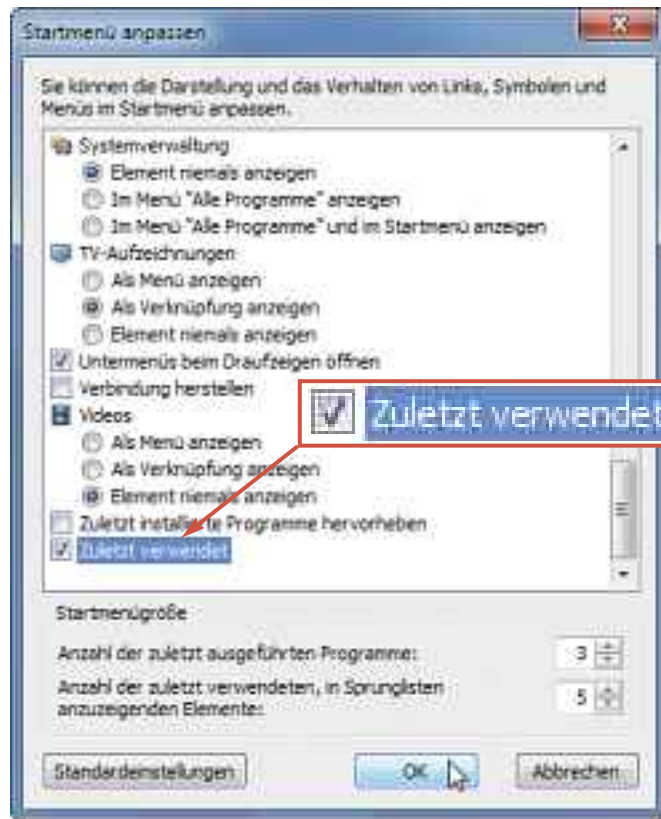 Startmenü anpassen
Sie können die Darstellung und das Verhalten von Links, Symbolen und
Menüs im Startmenü anpassen.
Systemverwaltung
Element niemals anzeigen
Im Menü "Alle Programme" anzeigen
Im Menü "Alle Programme" und im Startmenü anzeigen
TV-Aufzeichnungen
Als Menü anzeigen
Als Verknüpfung anzeigen
Element niemals anzeigen
Untermenüs beim Draufzeigen öffnen
Verbindung herstellen
Zuletzt verwendet
Videos
Als Menü anzeigen
Als Verknüpfung anzeigen
Element niemals anzeigen
Zuletzt installierte Programme hervorheben
Zuletzt verwendet
Startmenügröße
Anzahl der zuletzt ausgeführten Programme: 3
Anzahl der zuletzt verwendeten, in Sprunglisten
anzuzeigenden Elemente: 5
Standardeinstellungen OK Abbrechen